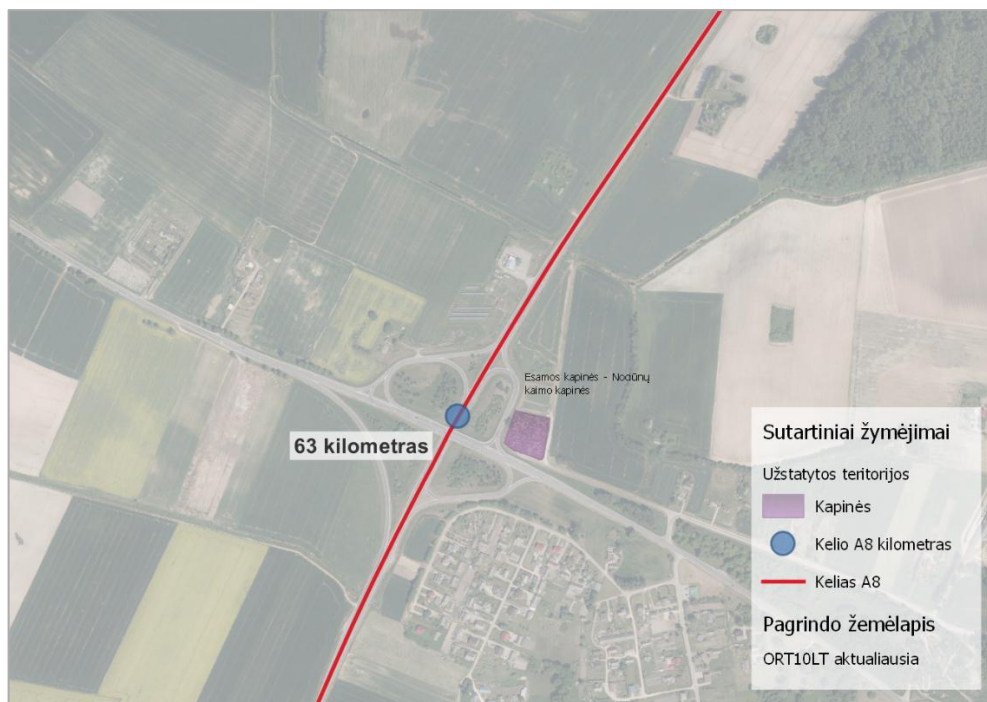 Esamos kapinės - Nodūnų
kaimo kapinės
63 kilometras
Sutartiniai žymėjimai
Užstatytos teritorijos
Kapinės
Kelio A8 kilometras
Kelias A8
Pagrindo žemėlapis
ORT10LT aktualiausia